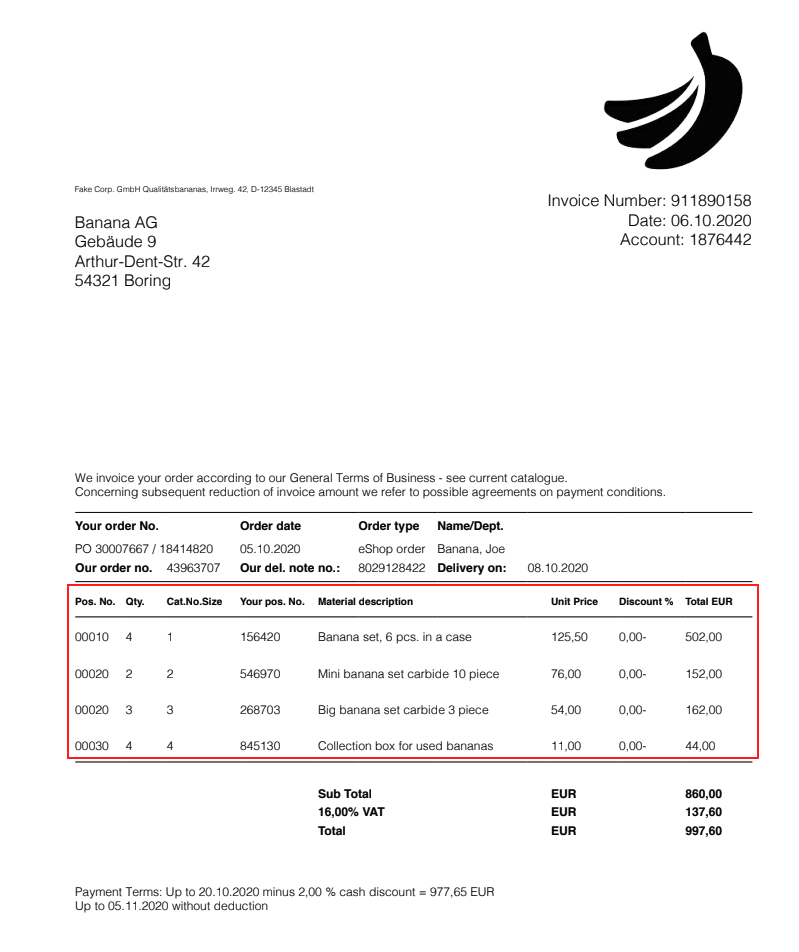 Fake Corp. GmbH Qualitätsbananas, Irrweg. 42, D-12345 Blastadt
Invoice Number: 911890158
Date: 06.10.2020
Account: 1876442
Banana AG
Gebäude 9
Arthur-Dent-Str. 42
54321 Boring
We invoice your order according to our General Terms of Business - see current catalogue.
Concerning subsequent reduction of invoice amount we refer to possible agreements on payment conditions.
Your order No. Order date Order type Name/Dept.
PO 30007667 / 18414820 05.10.2020 eShop order Banana, Joe
Our order no. 43963707 Our del. note no.: 8029128422 Delivery on: 08.10.2020
Pos. No. Qty. Cat.No.Size Your pos. No. Material description Unit Price Discount % Total EUR
00010 4 1 156420 Banana set, 6 pcs. in a case 125,50 0,00- 502,00
00020 2 2 546970 Mini banana set carbide 10 piece 76,00 0,00- 152,00
00020 3 3 268703 Big banana set carbide 3 piece 54,00 0,00- 162,00
00030 4 4 845130 Collection box for used bananas 11,00 0,00- 44,00
Sub Total EUR 860,00
16,00% VAT EUR 137,60
Total EUR 997,60
Payment Terms: Up to 20.10.2020 minus 2,00 % cash discount = 977,65 EUR
Up to 05.11.2020 without deduction